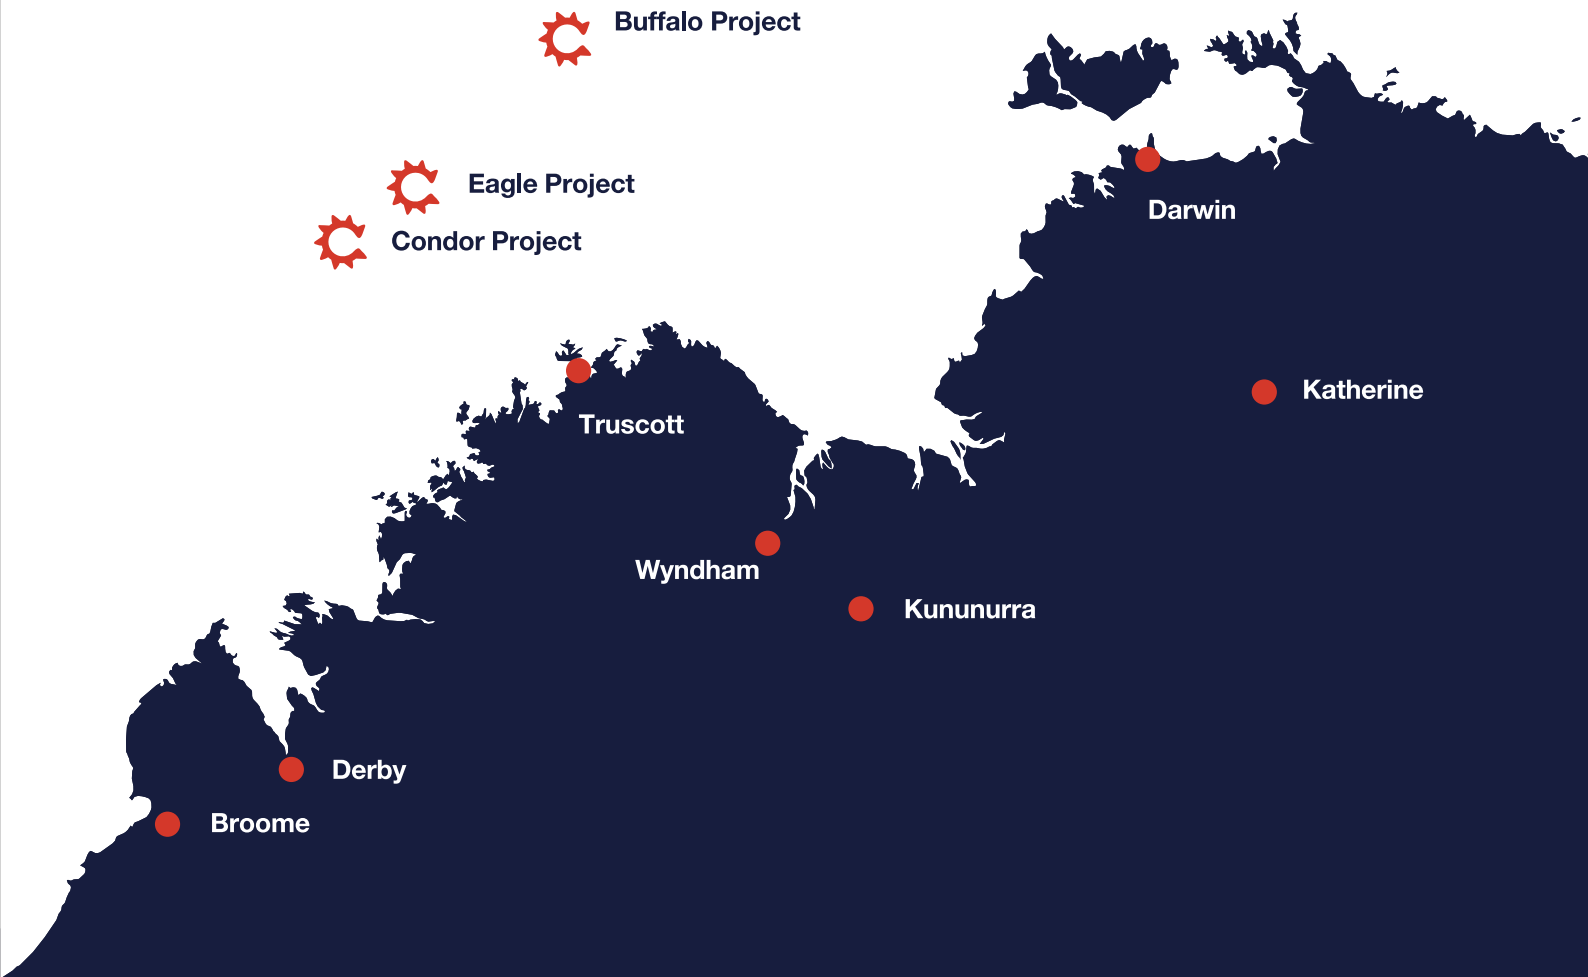 Buffalo Project
Eagle Project
Darwin
Condor Project
Katherine
Truscott
Wyndham
Kununurra
Derby
Broome